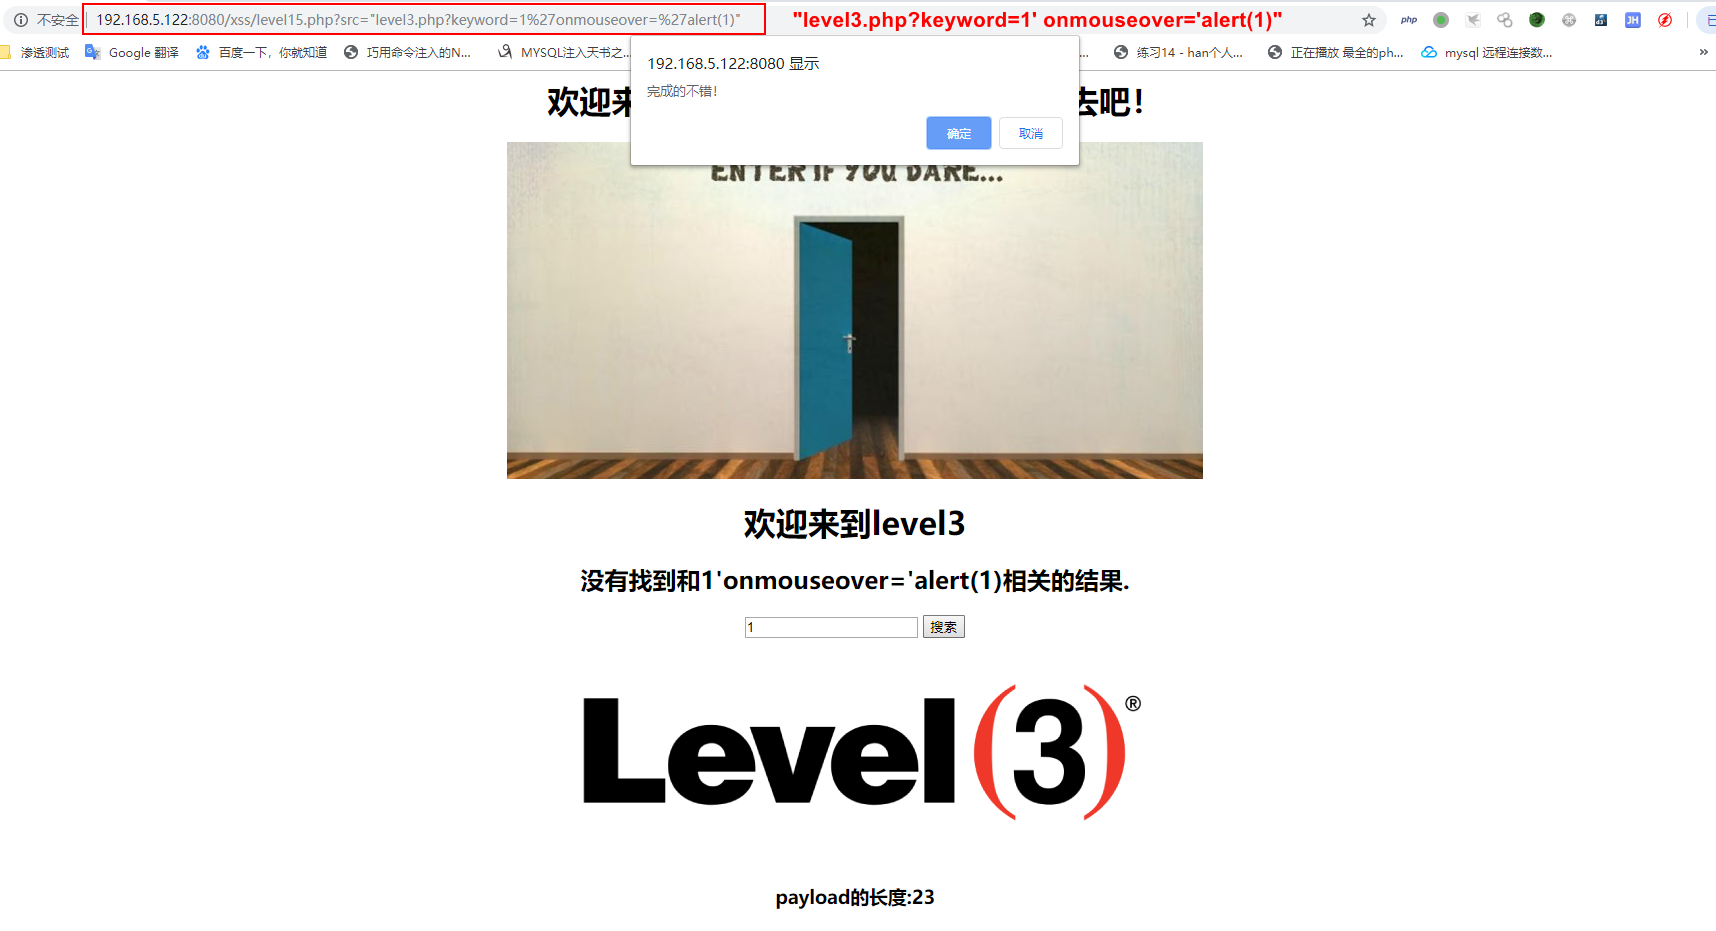 不安全 192.168.5.122:8080/xss/level15.php?src="level3.php?keyword=1%27onmouseover=%27alert(1)" "level3.php?keyword=1' onmouseover='alert(1)" php JH
渗透测试 Google 翻译 百度一下，你就知道 巧用命令注入的N... MYSQL注入天书之... ... 练习14 - han个人... 正在播放 最全的ph... mysql 远程连接数... »
192.168.5.122:8080 显示
完成的不错！
确定 取消
欢迎来 去吧！
ENTER IF YOU DARE...
欢迎来到level3
没有找到和1'onmouseover='alert(1)相关的结果.
1 搜索
Level(3)®
payload的长度:23